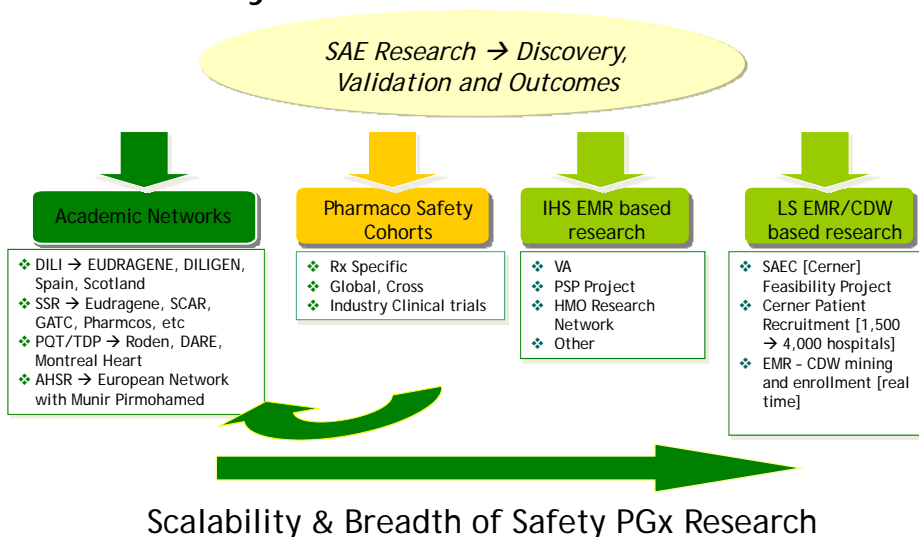 SAE Research → Discovery,
Validation and Outcomes
Academic Networks
❖ DILI → EUDRAGENE, DILIGEN,
Spain, Scotland
❖ SSR → Eudragene, SCAR,
GATC, Pharmcos, etc
❖ PQT/TDP → Roden, DARE,
Montreal Heart
❖ AHSR → European Network
with Munir Pirmohamed
Pharmaco Safety
Cohorts
❖ Rx Specific
❖ Global, Cross
❖ Industry Clinical trials
IHS EMR based
research
❖ VA
❖ PSP Project
❖ HMO Research
Network
❖ Other
LS EMR/CDW
based research
❖ SAEC [Cerner]
Feasibility Project
❖ Cerner Patient
Recruitment [1,500
→ 4,000 hospitals]
❖ EMR – CDW mining
and enrollment [real
time]
Scalability & Breadth of Safety PGx Research